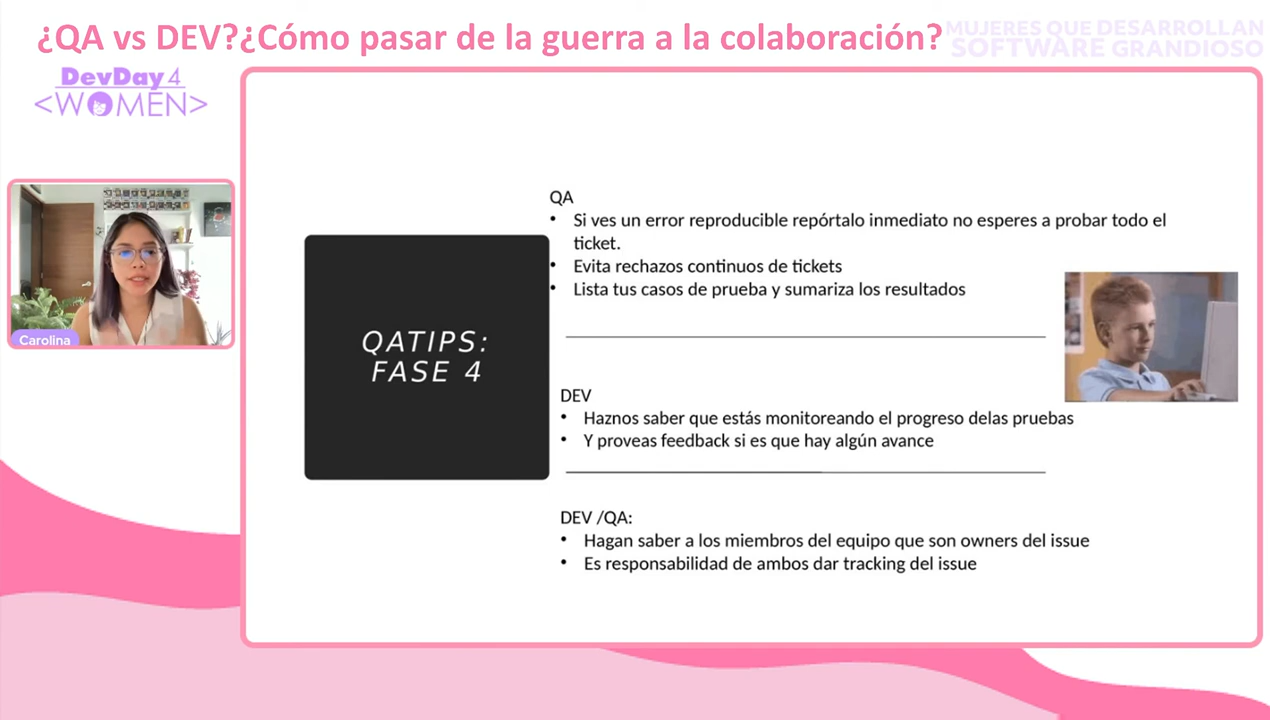 ¿QA vs DEV?¿Cómo pasar de la guerra a la colaboración?
MUJERES QUE DESARROLLAN
SOFTWARE GRANDIOSO
DevDay4
<WOMEN>
Carolina
QATIPS:
FASE 4
QA
• Si ves un error reproducible repórtalo inmediato no esperes a probar todo el
ticket.
• Evita rechazos continuos de tickets
• Lista tus casos de prueba y sumariza los resultados
DEV
• Haznos saber que estás monitoreando el progreso delas pruebas
• Y proveas feedback si es que hay algún avance
DEV /QA:
• Hagan saber a los miembros del equipo que son owners del issue
• Es responsabilidad de ambos dar tracking del issue